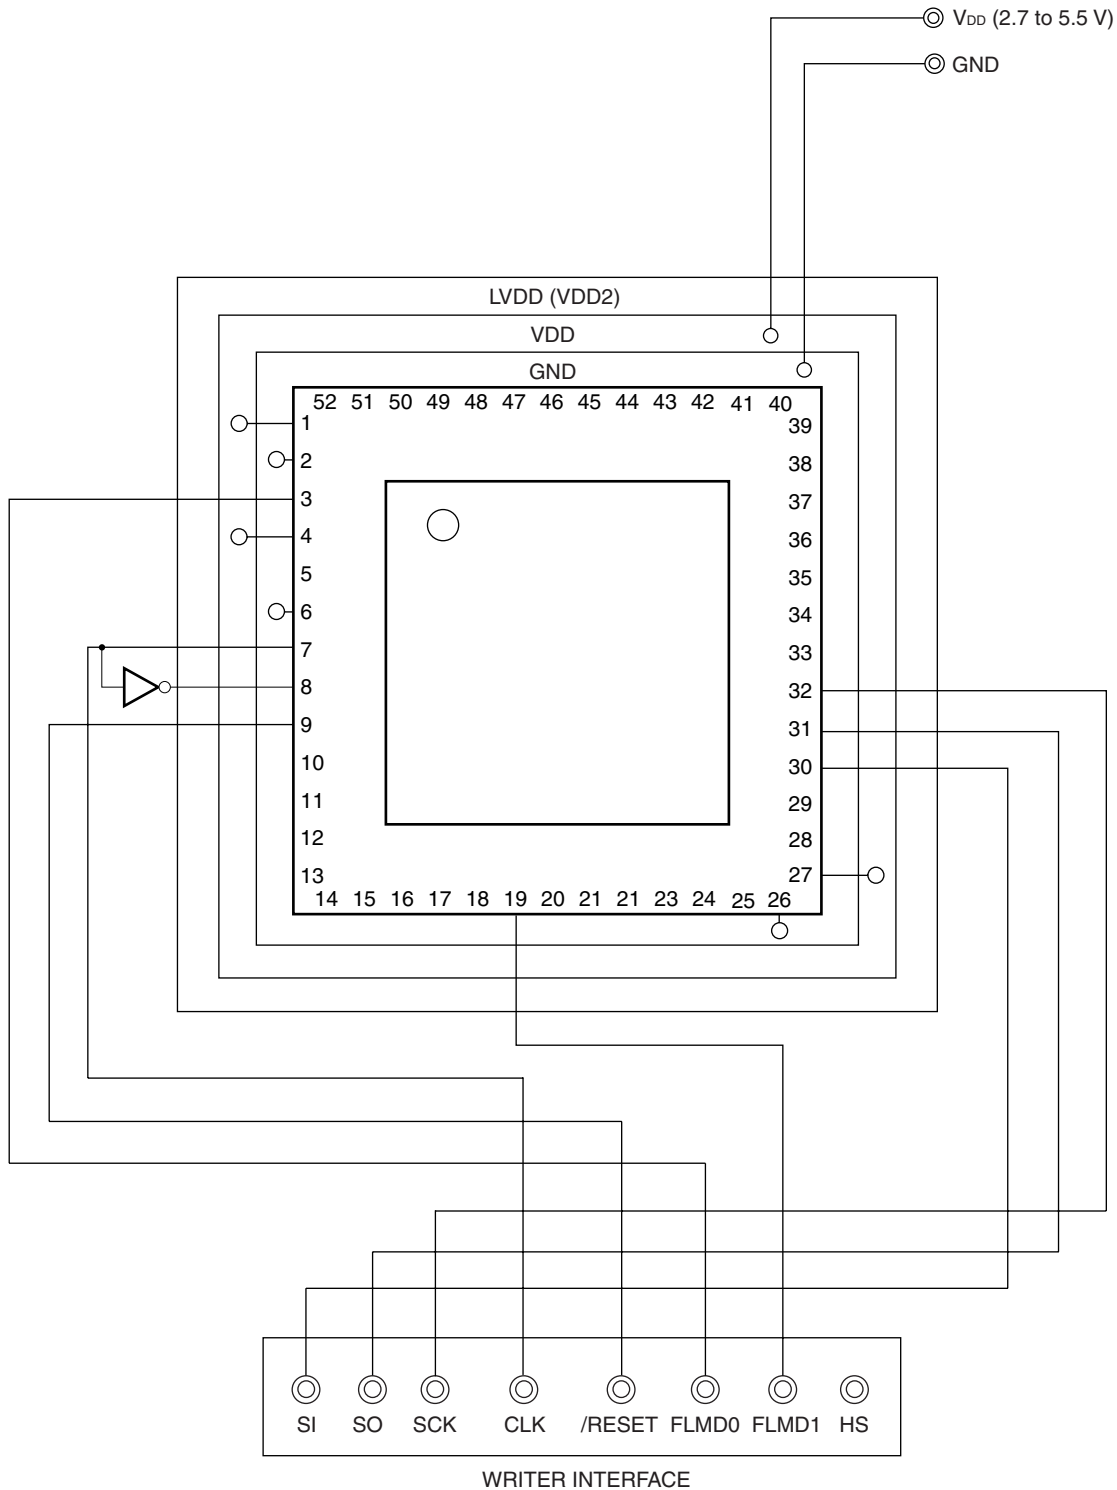 VDD (2.7 to 5.5 V)
GND
LVDD (VDD2)
VDD
GND
52 51 50 49 48 47 46 45 44 43 42 41 40
1 39
2 38
3 37
4 36
5 35
6 34
7 33
8 32
9 31
10 30
11 29
12 28
13 27
14 15 16 17 18 19 20 21 21 23 24 25 26
SI SO SCK CLK /RESET FLMD0 FLMD1 HS
WRITER INTERFACE